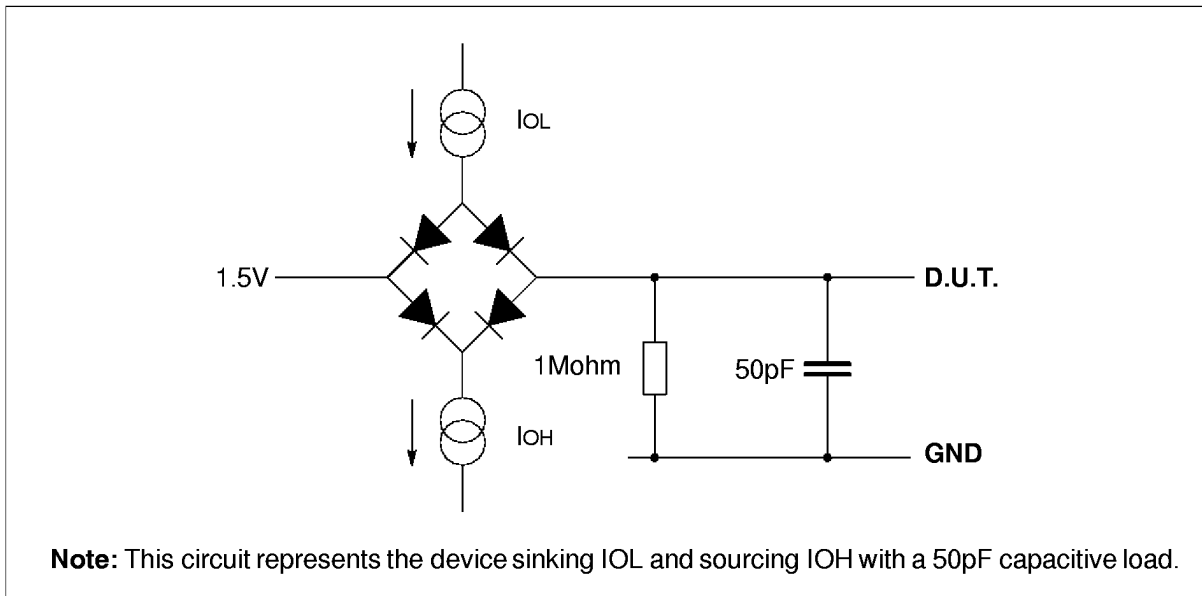 IOL
1.5V
D.U.T.
1Mohm
50pF
IOH
GND
Note: This circuit represents the device sinking IOL and sourcing IOH with a 50pF capacitive load.